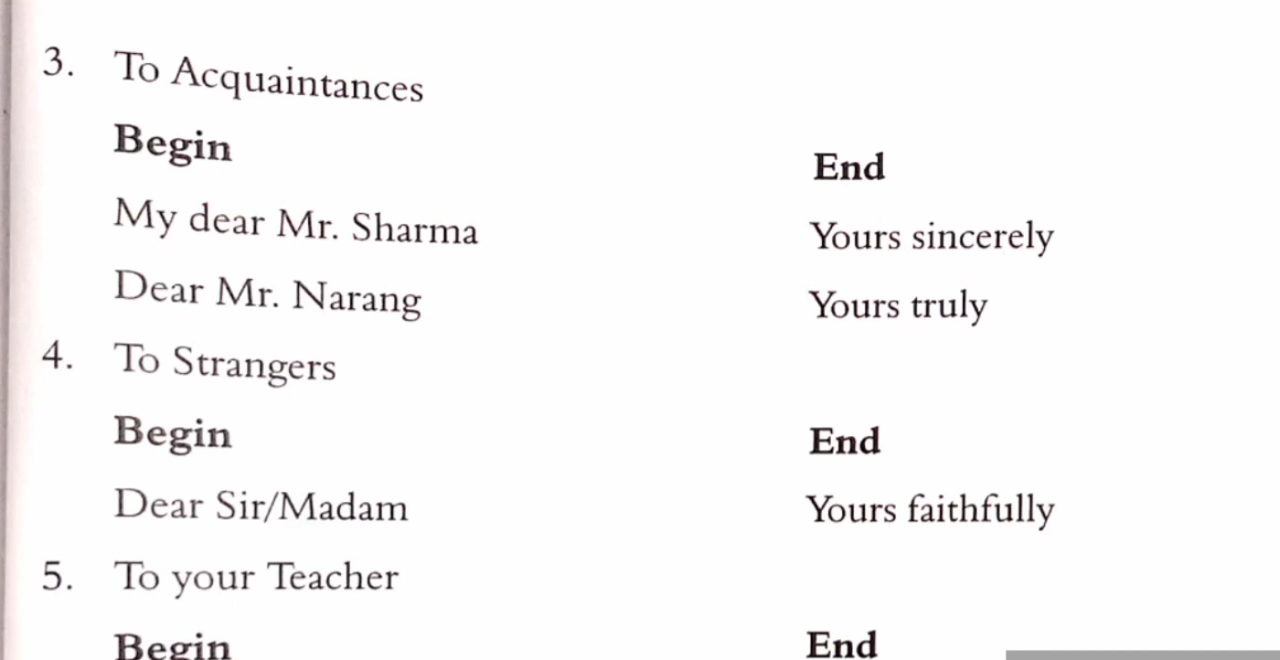 3. To Acquaintances
Begin End
My dear Mr. Sharma Yours sincerely
Dear Mr. Narang Yours truly
4. To Strangers
Begin End
Dear Sir/Madam Yours faithfully
5. To your Teacher
Begin End